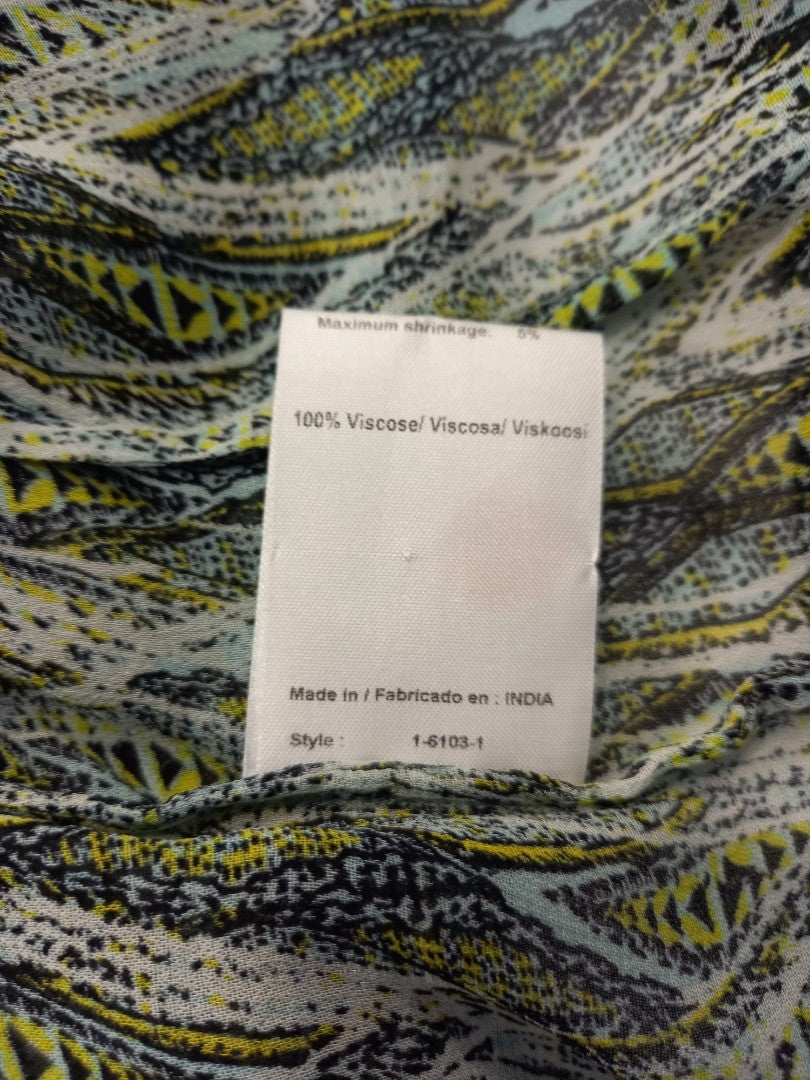 Maximum shrinkage: 5%
100% Viscose/ Viscosa/ Viskoosi
Made in / Fabricado en : INDIA
Style : 1-6103-1